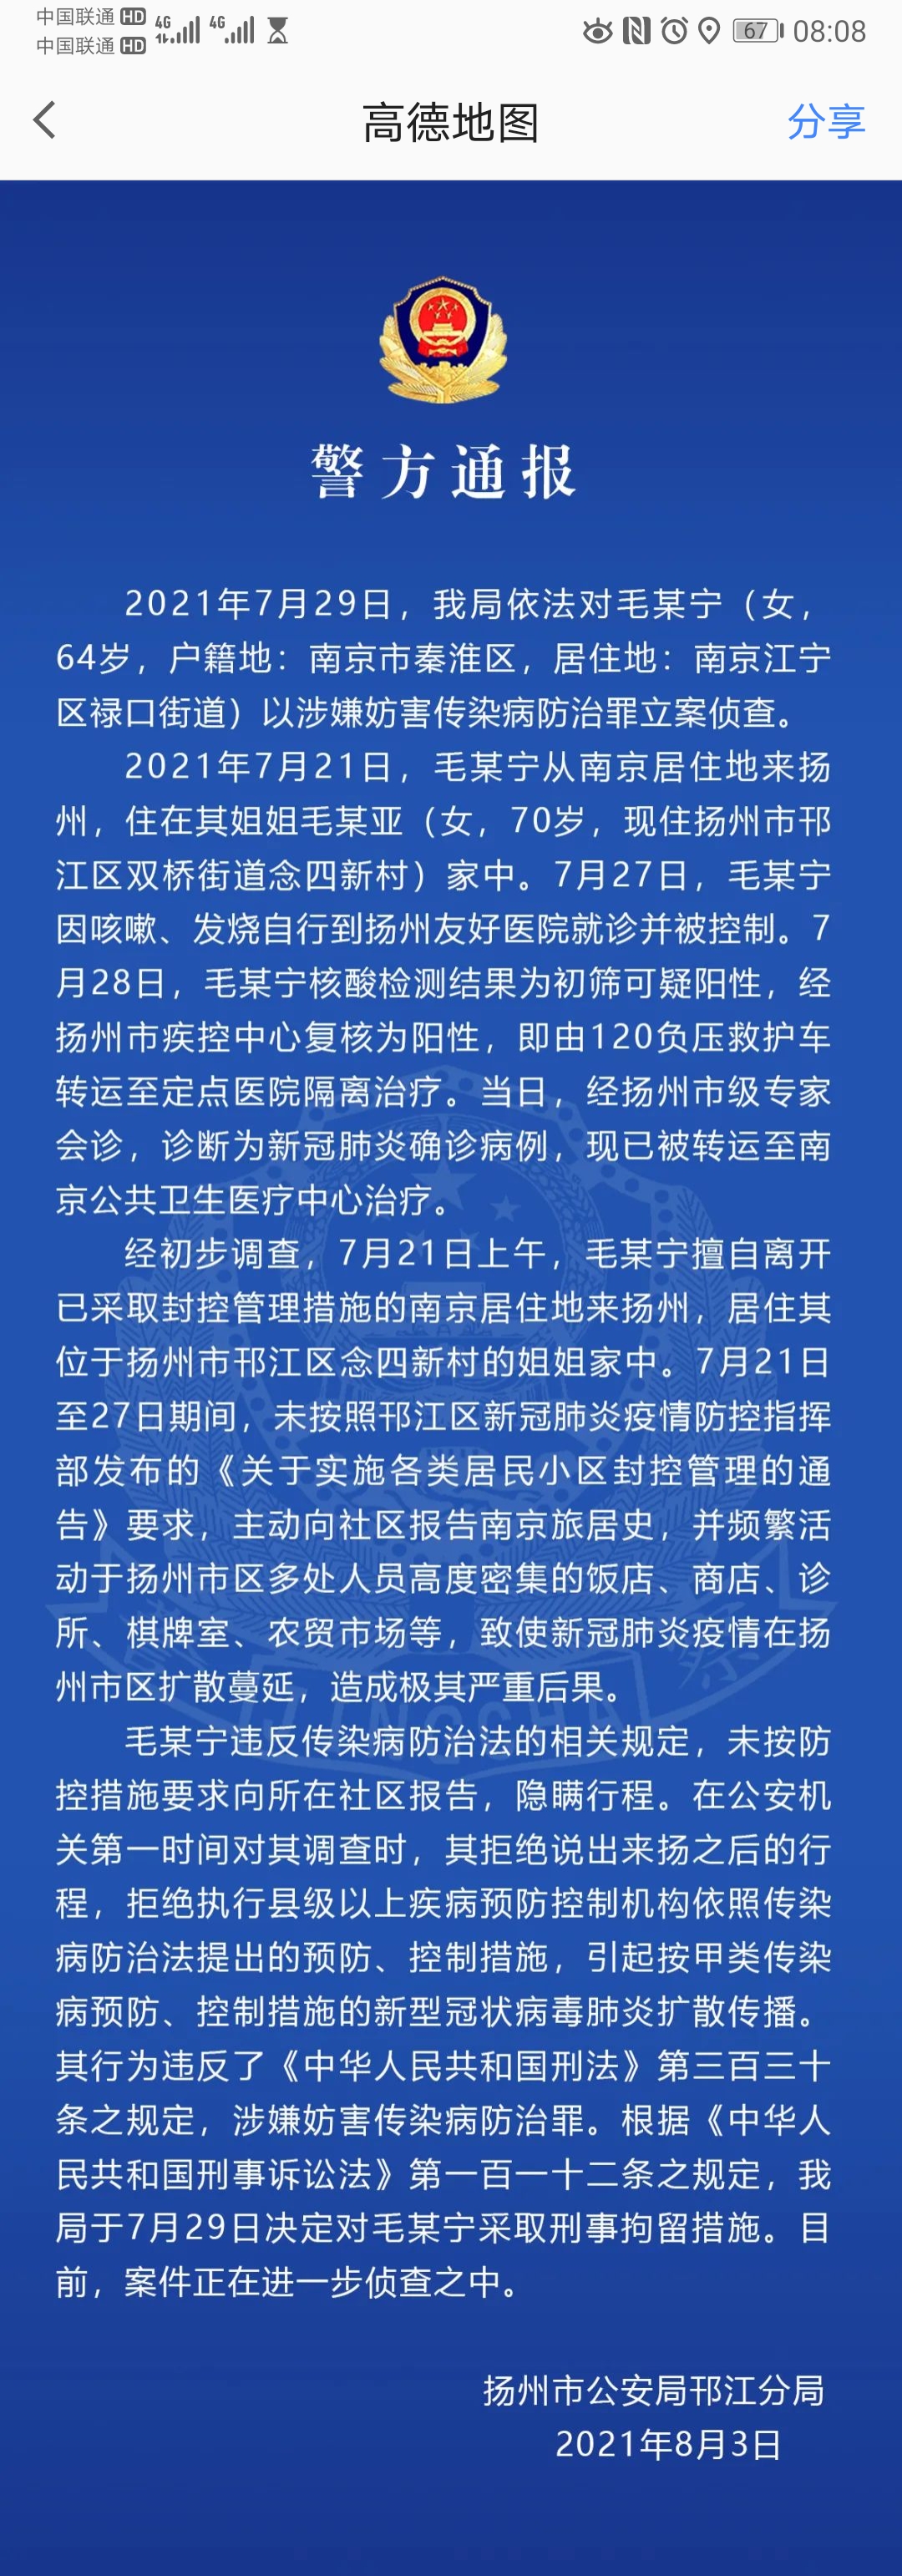 中国联通 HD 4G 4G 67 08:08
中国联通 HD
高德地图 分享
警方通报
2021年7月29日，我局依法对毛某宁（女，
64岁，户籍地：南京市秦淮区，居住地：南京江宁
区禄口街道）以涉嫌妨害传染病防治罪立案侦查。
2021年7月21日，毛某宁从南京居住地来扬
州，住在其姐姐毛某亚（女，70岁，现住扬州市邗
江区双桥街道念四新村）家中。7月27日，毛某宁
因咳嗽、发烧自行到扬州友好医院就诊并被控制。7
月28日，毛某宁核酸检测结果为初筛可疑阳性，经
扬州市疾控中心复核为阳性，即由120负压救护车
转运至定点医院隔离治疗。当日，经扬州市级专家
会诊，诊断为新冠肺炎确诊病例，现已被转运至南
京公共卫生医疗中心治疗。
经初步调查，7月21日上午，毛某宁擅自离开
已采取封控管理措施的南京居住地来扬州，居住其
位于扬州市邗江区念四新村的姐姐家中。7月21日
至27日期间，未按照邗江区新冠肺炎疫情防控指挥
部发布的《关于实施各类居民小区封控管理的通
告》要求，主动向社区报告南京旅居史，并频繁活
动于扬州市区多处人员高度密集的饭店、商店、诊
所、棋牌室、农贸市场等，致使新冠肺炎疫情在扬
州市区扩散蔓延，造成极其严重后果。
毛某宁违反传染病防治法的相关规定，未按防
控措施要求向所在社区报告，隐瞒行程。在公安机
关第一时间对其调查时，其拒绝说出来扬之后的行
程，拒绝执行县级以上疾病预防控制机构依照传染
病防治法提出的预防、控制措施，引起按甲类传染
病预防、控制措施的新型冠状病毒肺炎扩散传播。
其行为违反了《中华人民共和国刑法》第三百三十
条之规定，涉嫌妨害传染病防治罪。根据《中华人
民共和国刑事诉讼法》第一百一十二条之规定，我
局于7月29日决定对毛某宁采取刑事拘留措施。目
前，案件正在进一步侦查之中。
扬州市公安局邗江分局
2021年8月3日
JINGCHA
察